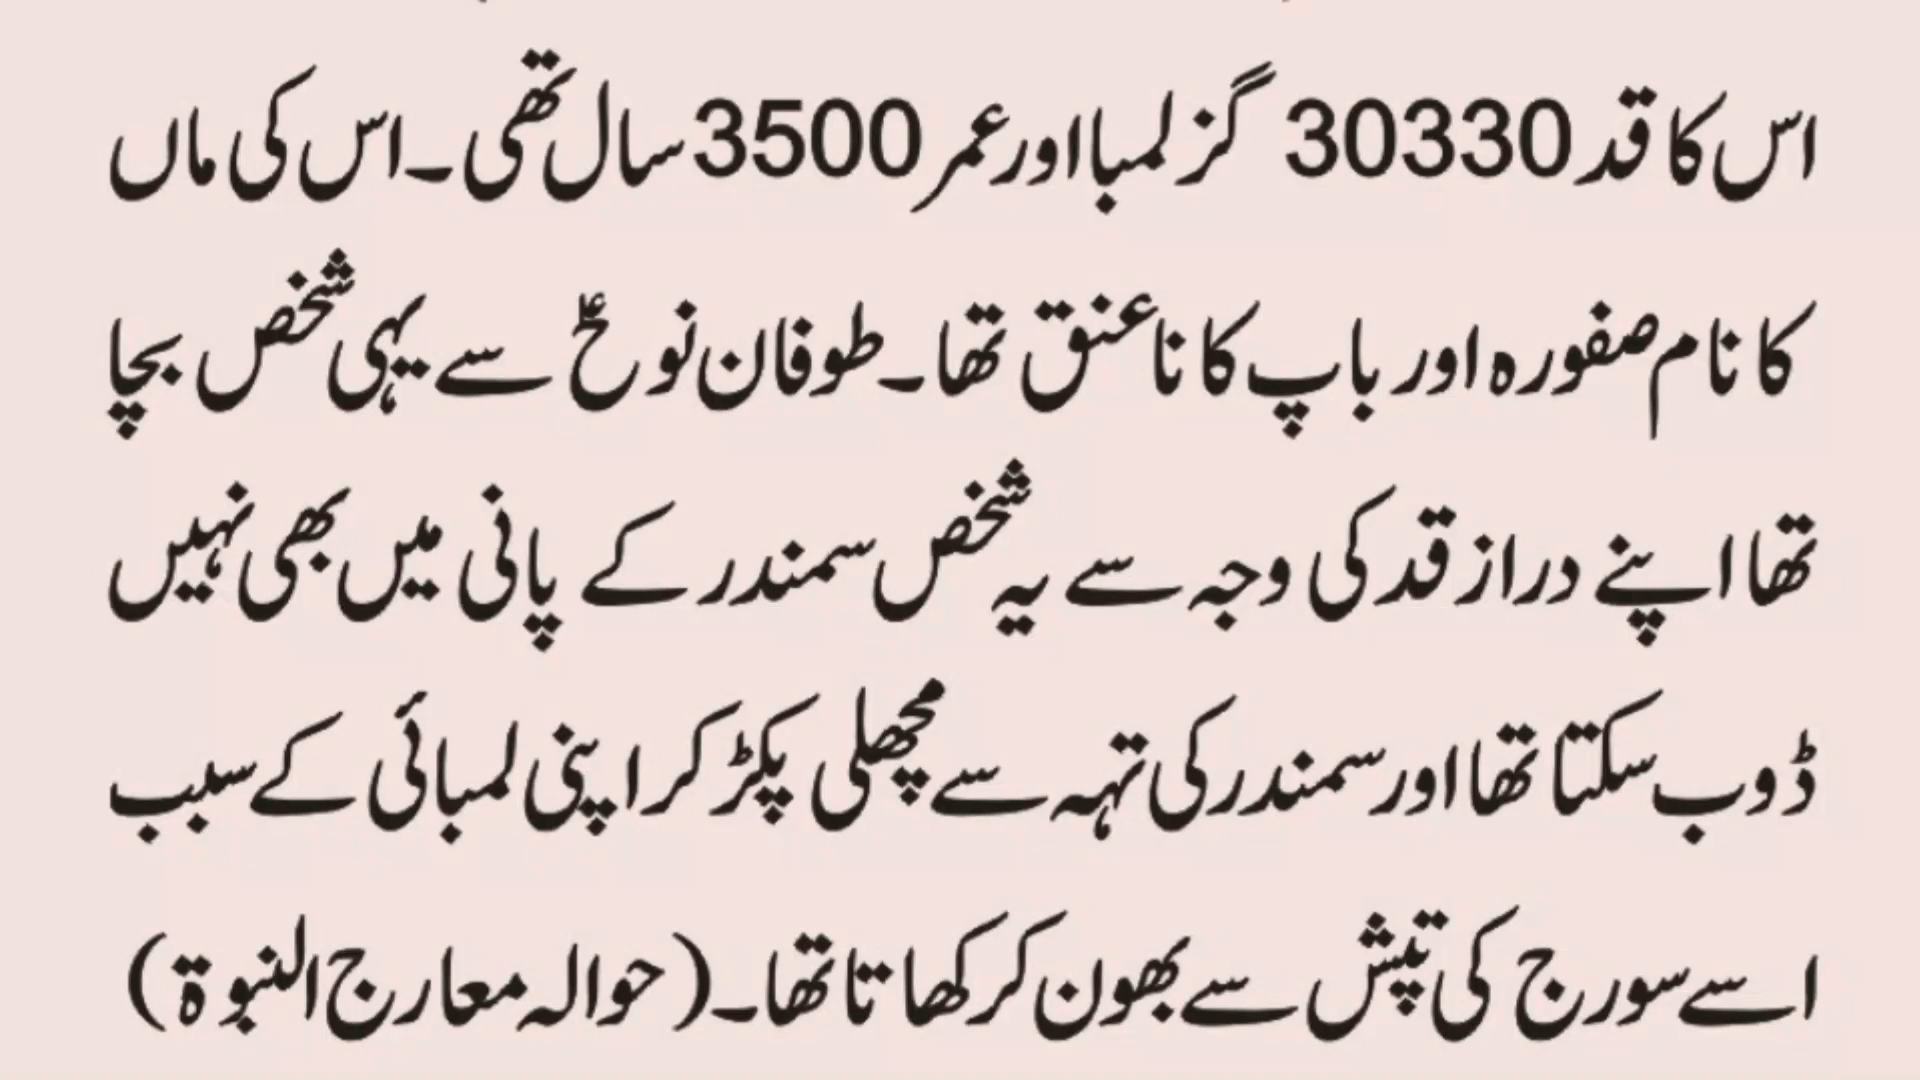 اس کا قد 30330 گز لمبا اور عمر 3500 سال تھی۔ اس کی ماں
کا نام صفورہ اور باپ کا نا عنق تھا۔ طوفان نوحؑ سے یہی شخص بچا
تھا اپنے دراز قد کی وجہ سے یہ شخص سمندر کے پانی میں بھی نہیں
ڈوب سکتا تھا اور سمندر کی تہہ سے مچھلی پکڑ کر اپنی لمبائی کے سبب
اسے سورج کی تپش سے بھون کر کھاتا تھا۔ (حوالہ معارج النبوۃ)